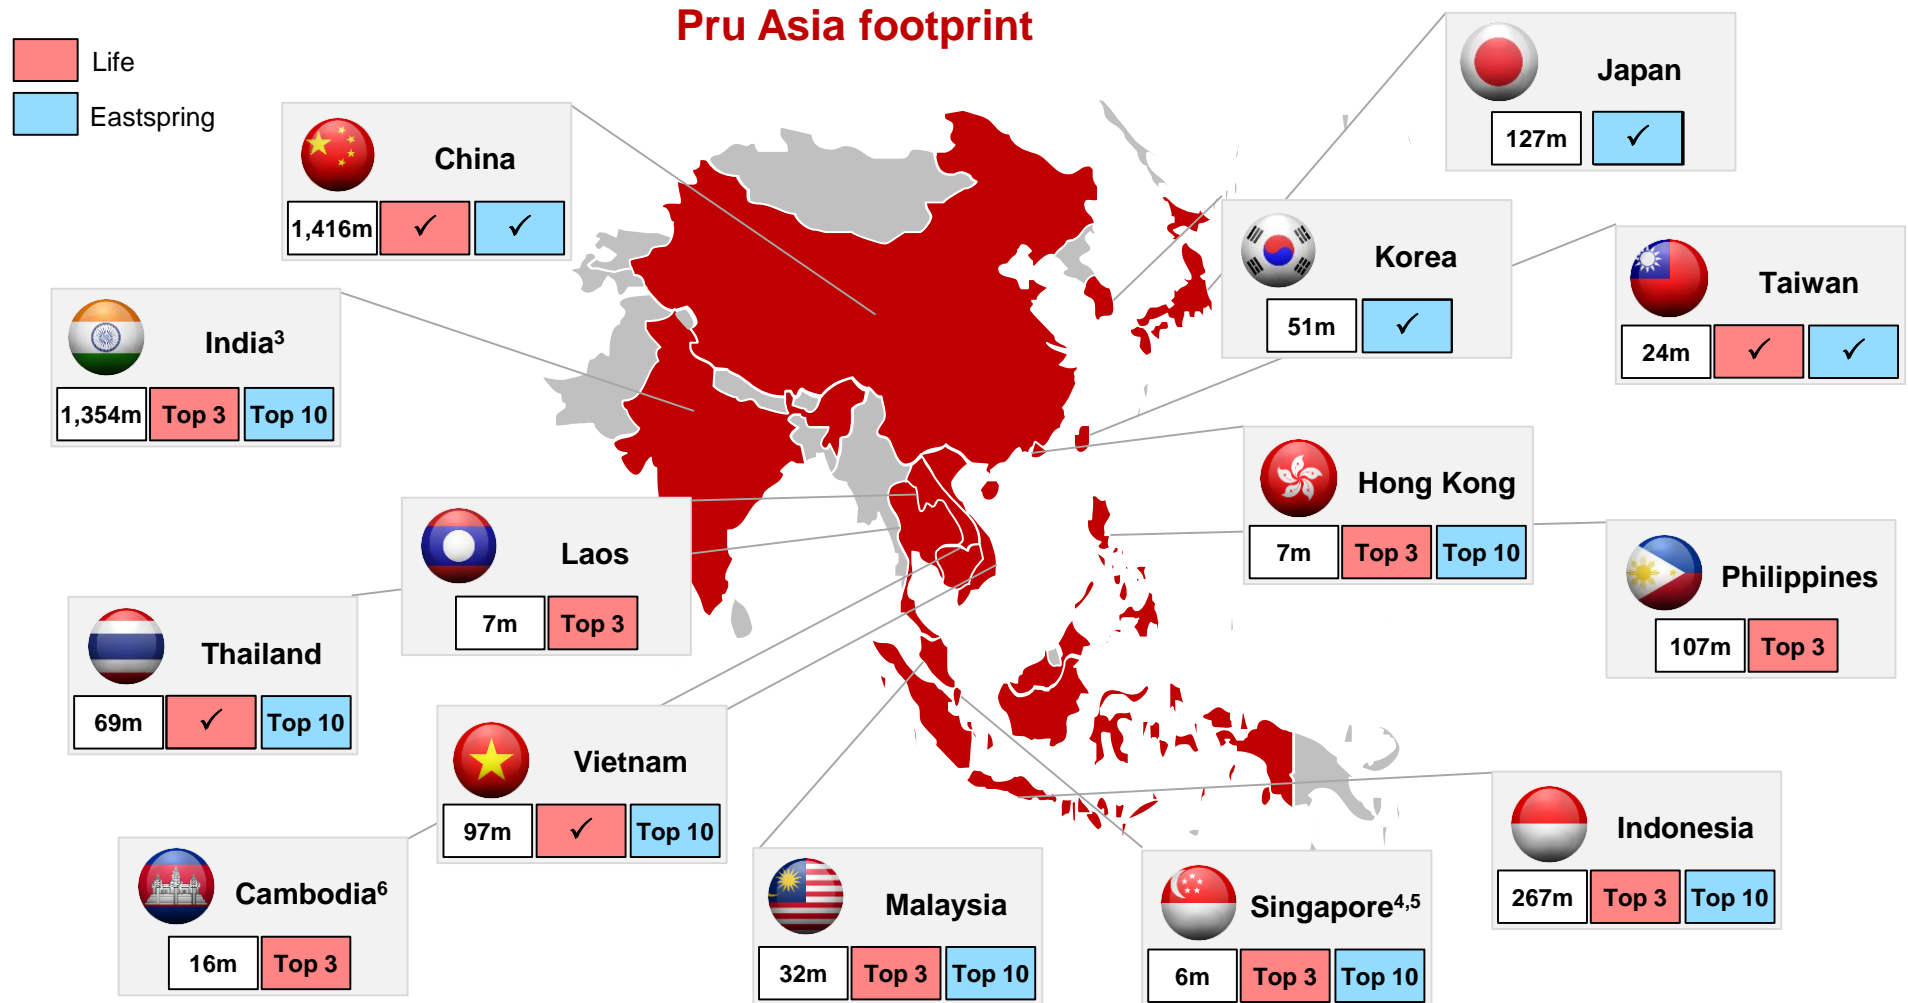 Pru Asia footprint
Life
Eastspring
Japan
127m ✓
China
1,416m ✓ ✓
Korea
51m ✓
Taiwan
24m ✓ ✓
India³
1,354m Top 3 Top 10
Hong Kong
7m Top 3 Top 10
Laos
7m Top 3
Philippines
107m Top 3
Thailand
69m ✓ Top 10
Vietnam
97m ✓ Top 10
Indonesia
267m Top 3 Top 10
Cambodia⁶
16m Top 3
Malaysia
32m Top 3 Top 10
Singapore⁴,⁵
6m Top 3 Top 10